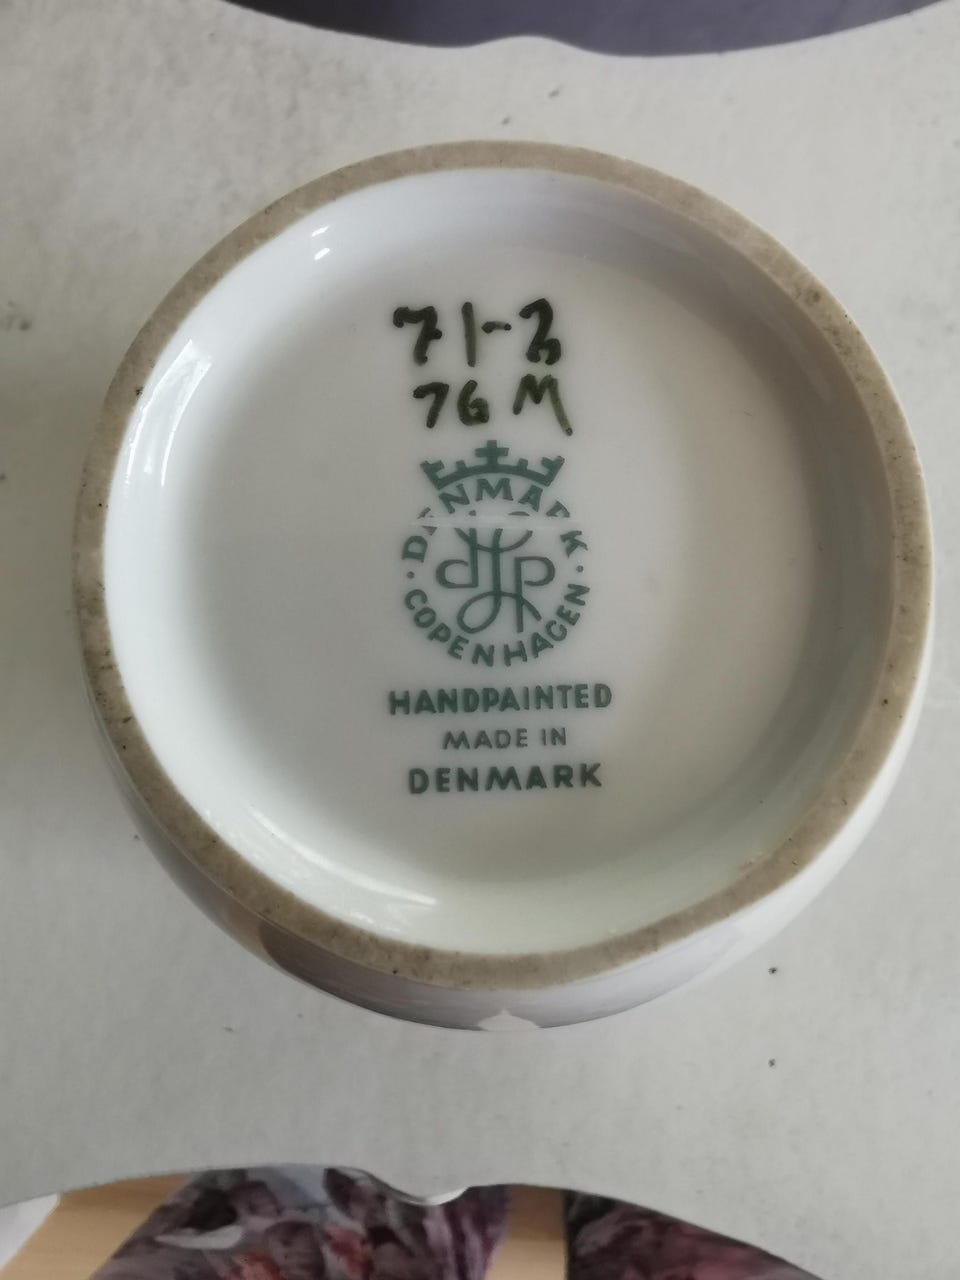 71-3
76 M
DENMARK
COPENHAGEN
HANDPAINTED
MADE IN
DENMARK